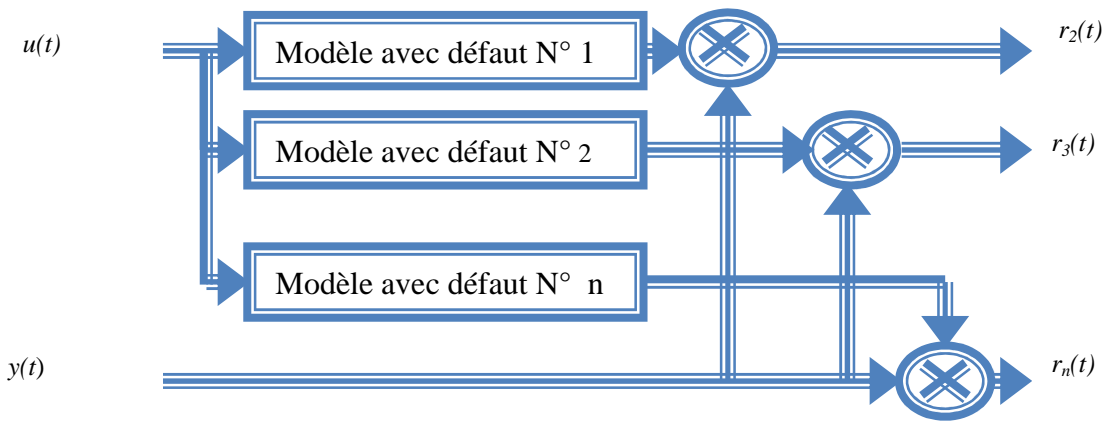 u(t)
Modèle avec défaut N° 1
r₂(t)
Modèle avec défaut N° 2
r₃(t)
Modèle avec défaut N° n
y(t)
rₙ(t)